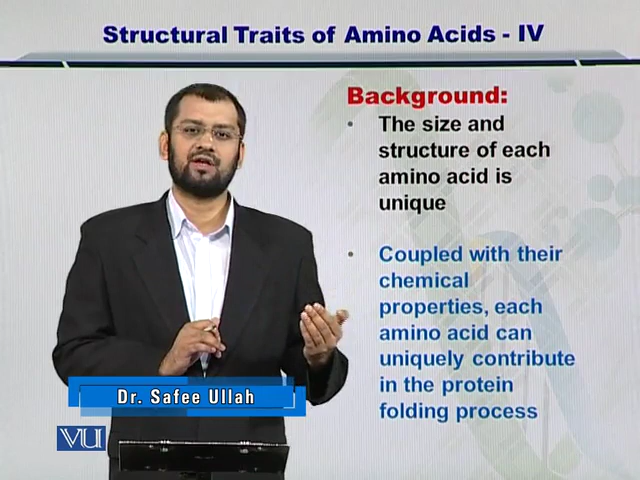 Structural Traits of Amino Acids - IV
Background:
• The size and
structure of each
amino acid is
unique
• Coupled with their
chemical
properties, each
amino acid can
uniquely contribute
in the protein
folding process
Dr. Safee Ullah
VU